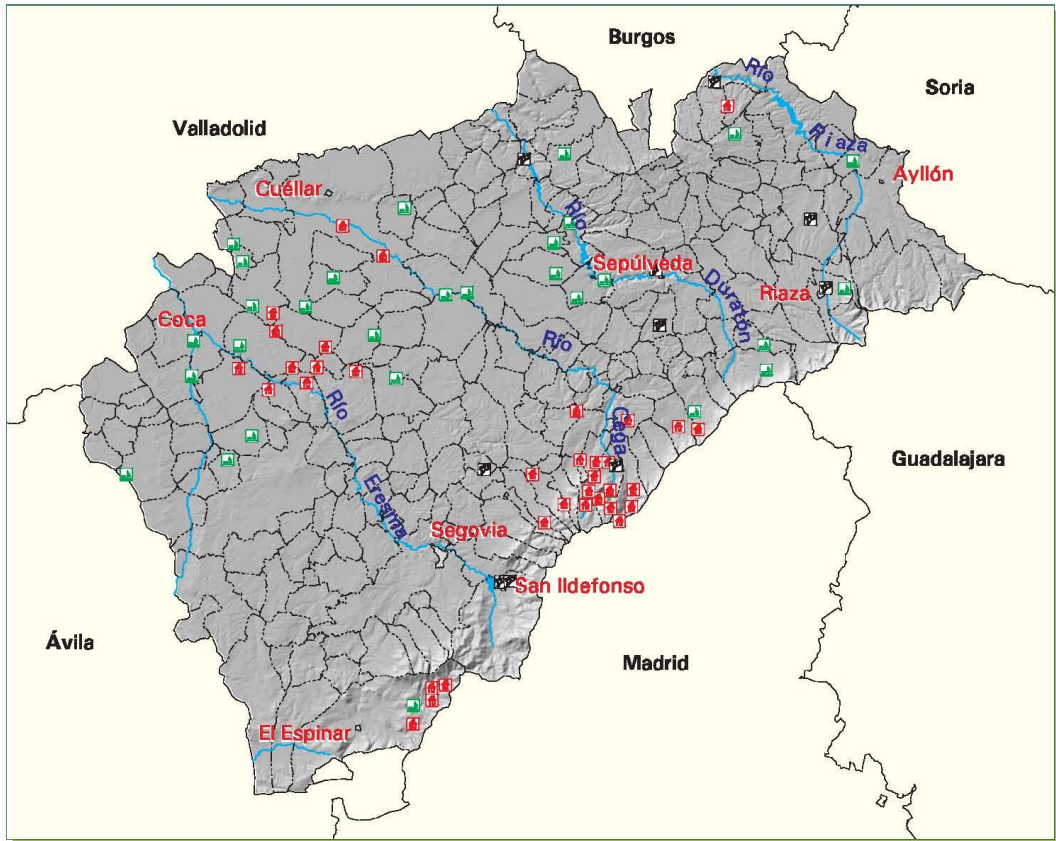 Burgos
Soria
Valladolid
Río
Riaza
Ayllón
Cuéllar
Río
Sepúlveda
Duratón
Riaza
Coca
Río
Río
Cega
Guadalajara
Eresma
Segovia
San Ildefonso
Ávila
Madrid
El Espinar